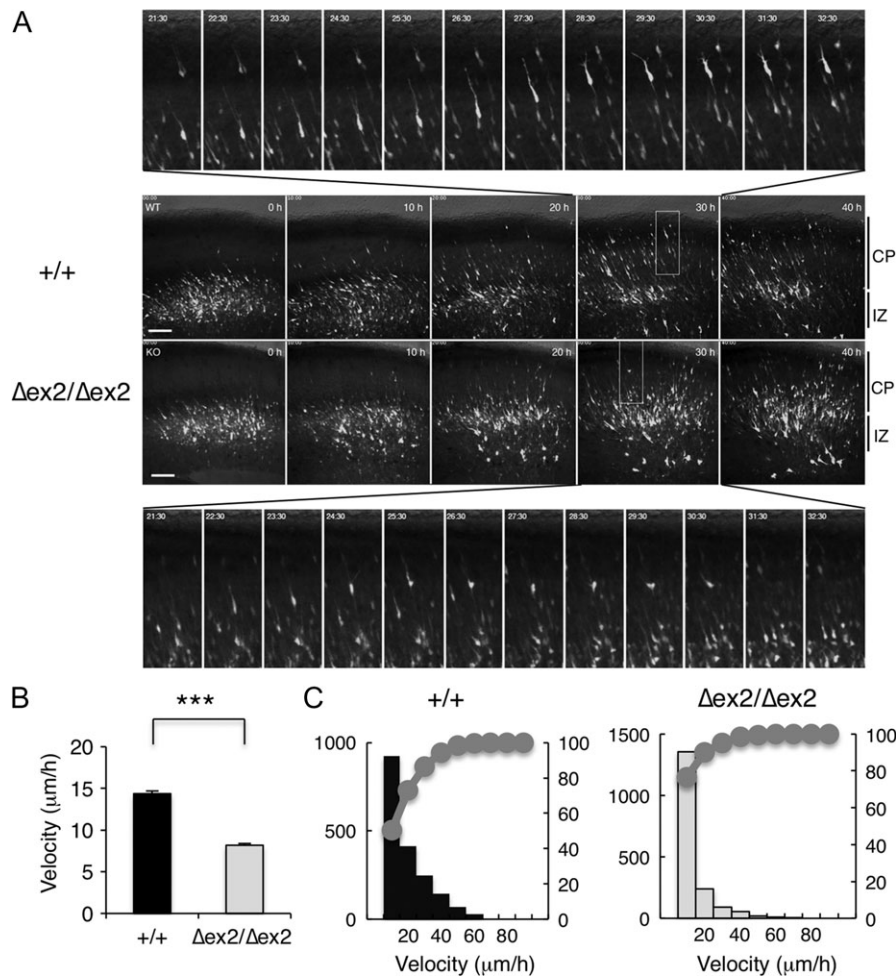 A
21:30 22:30 23:30 24:30 25:30 26:30 27:30 28:30 29:30 30:30 31:30 32:30
WT 0 h 10 h 20 h 30 h 40 h
+/+
CP
IZ
KO 0 h 10 h 20 h 30 h 40 h
Δex2/Δex2
CP
IZ
21:30 22:30 23:30 24:30 25:30 26:30 27:30 28:30 29:30 30:30 31:30 32:30
B
***
Velocity (μm/h)
20
15
10
5
0
+/+ Δex2/Δex2
C
+/+
1000
500
0
100
80
60
40
20
0
20 40 60 80
Velocity (μm/h)
Δex2/Δex2
1500
1000
500
0
100
80
60
40
20
0
20 40 60 80
Velocity (μm/h)